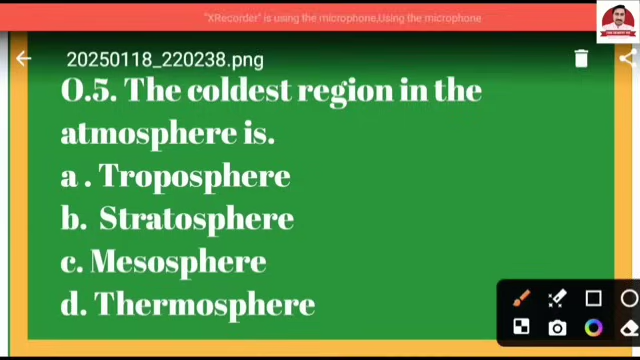 "XRecorder" is using the microphone,Using the microphone
20250118_220238.png
O.5. The coldest region in the
atmosphere is.
a . Troposphere
b. Stratosphere
c. Mesosphere
d. Thermosphere